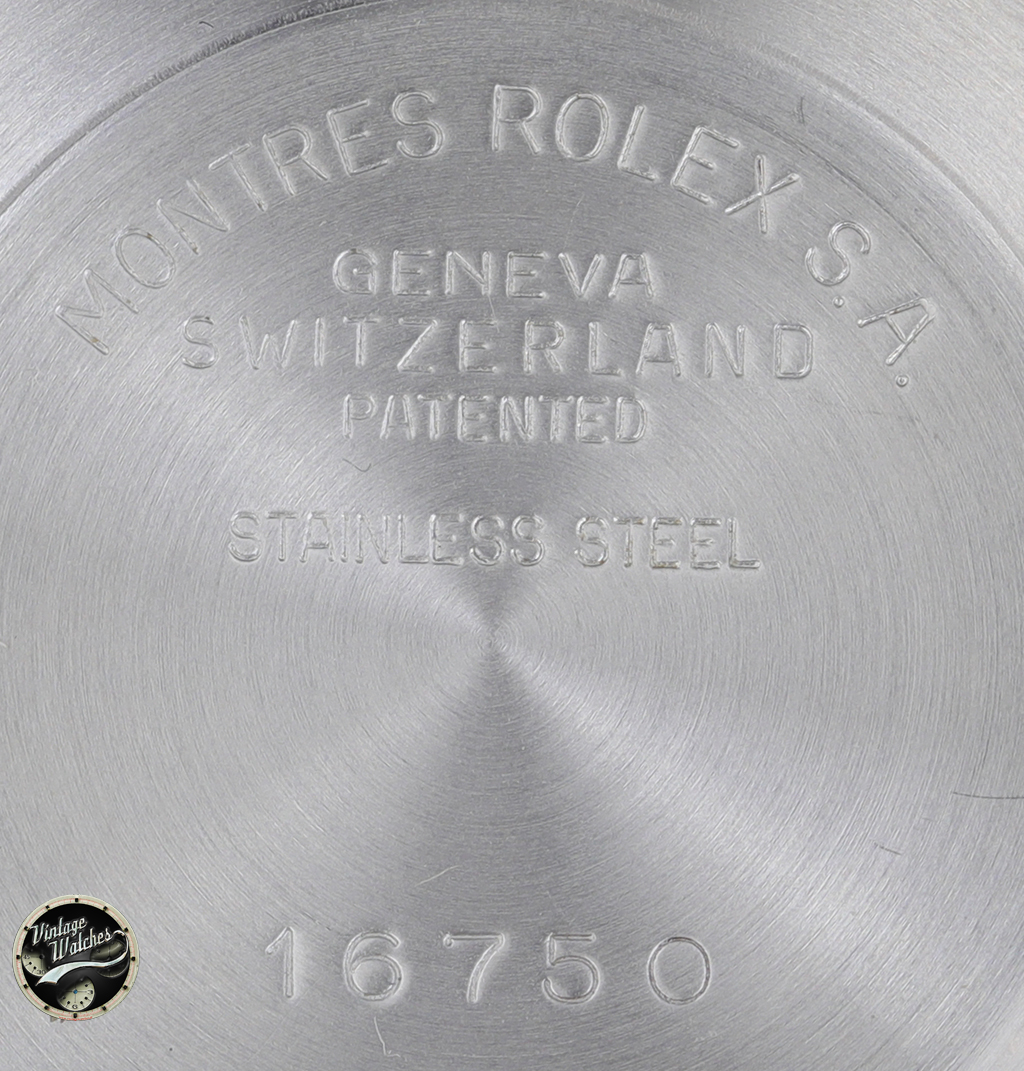 MONTRES ROLEX S.A.
GENEVA
SWITZERLAND
PATENTED
STAINLESS STEEL
16750
Vintage
Watches